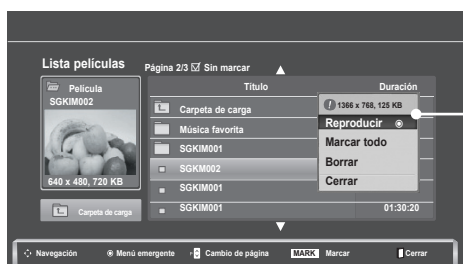 Lista películas
Página 2/3 Sin marcar
Película
SGKIM002
640 x 480, 720 KB
Carpeta de carga
Título
Duración
Carpeta de carga
Música favorita
SGKIM001
SGKM002
SGKIM001
SGKIM001
01:30:20
1366 x 768, 125 KB
Reproducir
Marcar todo
Borrar
Cerrar
Navegación
Menú emergente
Cambio de página
MARK Marcar
Cerrar